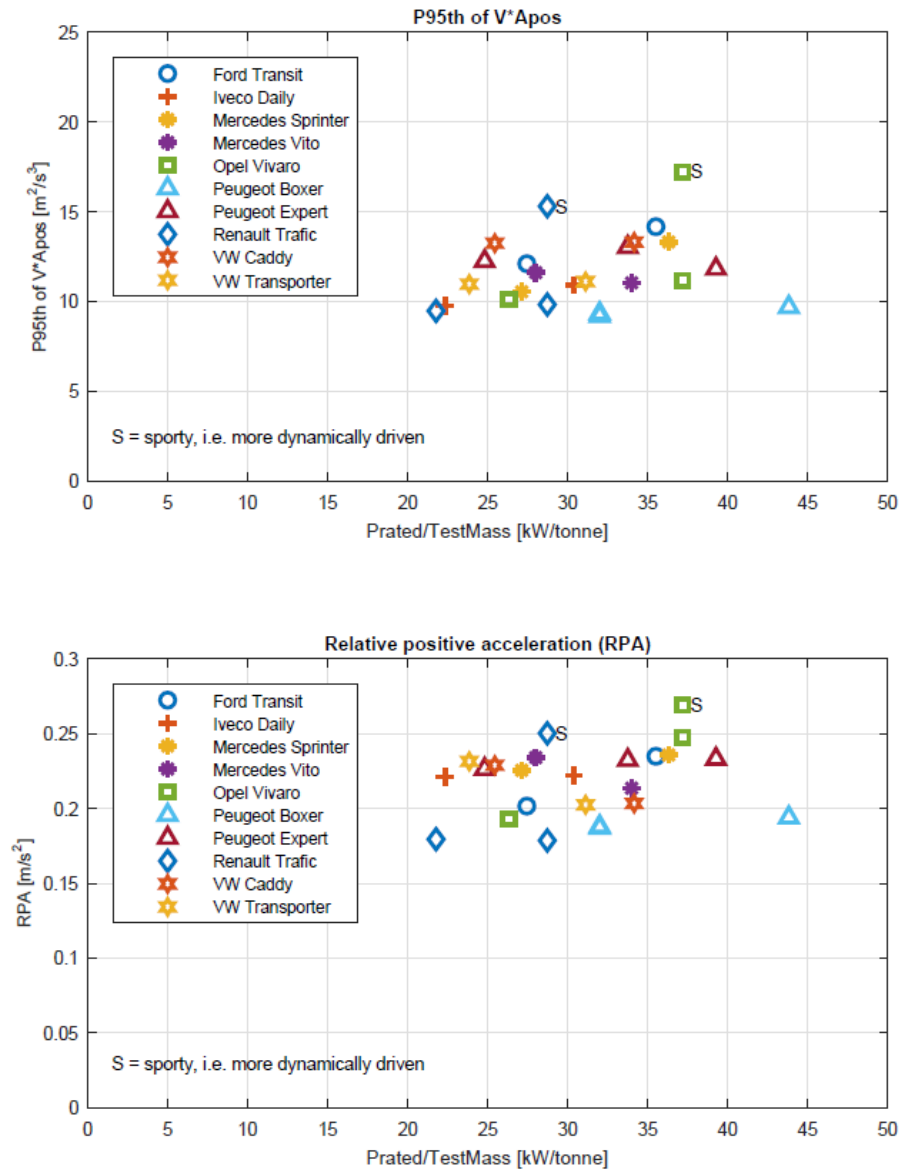 P95th of V*Apos
25
20
15
10
5
0
P95th of V*Apos [m²/s³]
Ford Transit
Iveco Daily
Mercedes Sprinter
Mercedes Vito
Opel Vivaro
Peugeot Boxer
Peugeot Expert
Renault Trafic
VW Caddy
VW Transporter
S
S
S = sporty, i.e. more dynamically driven
0 5 10 15 20 25 30 35 40 45 50
Prated/TestMass [kW/tonne]
Relative positive acceleration (RPA)
0.3
0.25
0.2
0.15
0.1
0.05
0
RPA [m/s²]
Ford Transit
Iveco Daily
Mercedes Sprinter
Mercedes Vito
Opel Vivaro
Peugeot Boxer
Peugeot Expert
Renault Trafic
VW Caddy
VW Transporter
S
S
S = sporty, i.e. more dynamically driven
0 5 10 15 20 25 30 35 40 45 50
Prated/TestMass [kW/tonne]